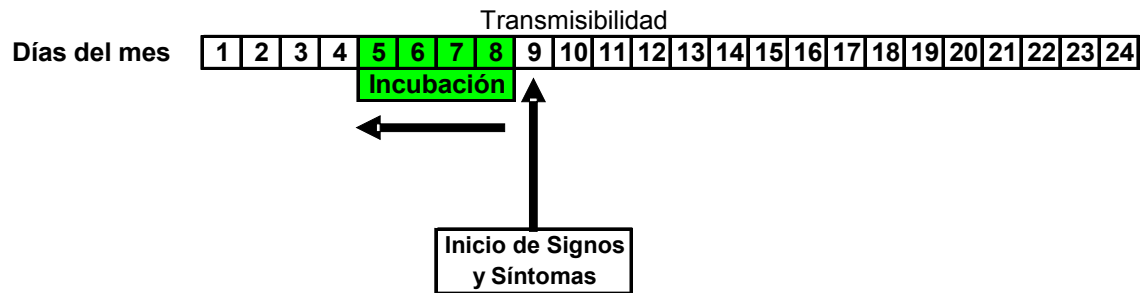 Transmisibilidad
Días del mes 1 2 3 4 5 6 7 8 9 10 11 12 13 14 15 16 17 18 19 20 21 22 23 24
Incubación
Inicio de Signos
y Síntomas